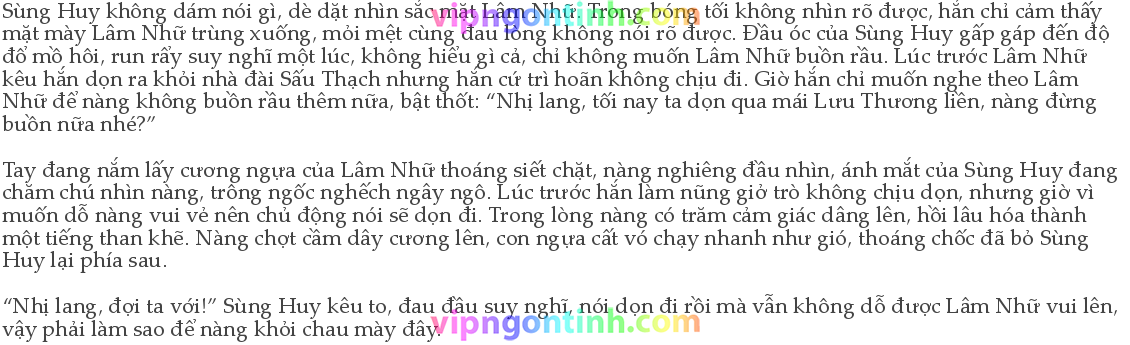 Sùng Huy không dám nói gì, dè dặt nhìn sắc mặt Lâm Nhữ. Trong bóng tối không nhìn rõ được, hắn chỉ cảm thấy
mặt mày Lâm Nhữ trùng xuống, mỏi mệt cùng đau lòng không nói rõ được. Đầu óc của Sùng Huy gấp gáp đến độ
đổ mồ hôi, run rẩy suy nghĩ một lúc, không hiểu gì cả, chỉ không muốn Lâm Nhữ buồn rầu. Lúc trước Lâm Nhữ
kêu hắn dọn ra khỏi nhà đài Sấu Thạch nhưng hắn cứ trì hoãn không chịu đi. Giờ hắn chỉ muốn nghe theo Lâm
Nhữ để nàng không buồn rầu thêm nữa, bật thốt: “Nhị lang, tối nay ta dọn qua mái Lưu Thương liên, nàng đừng
buồn nữa nhé?”
Tay đang nắm lấy cương ngựa của Lâm Nhữ thoáng siết chặt, nàng nghiêng đầu nhìn, ánh mắt của Sùng Huy đang
chăm chú nhìn nàng, trông ngốc nghếch ngây ngô. Lúc trước hắn làm nũng giở trò không chịu dọn, nhưng giờ vì
muốn dỗ nàng vui vẻ nên chủ động nói sẽ dọn đi. Trong lòng nàng có trăm cảm giác dâng lên, hồi lâu hóa thành
một tiếng than khẽ. Nàng chợt cầm dây cương lên, con ngựa cất vó chạy nhanh như gió, thoáng chốc đã bỏ Sùng
Huy lại phía sau.
“Nhị lang, đợi ta với!” Sùng Huy kêu to, đau đầu suy nghĩ, nói dọn đi rồi mà vẫn không dỗ được Lâm Nhữ vui lên,
vậy phải làm sao để nàng khỏi chau mày đây.
vipngontinh.com
vipngontinh.com